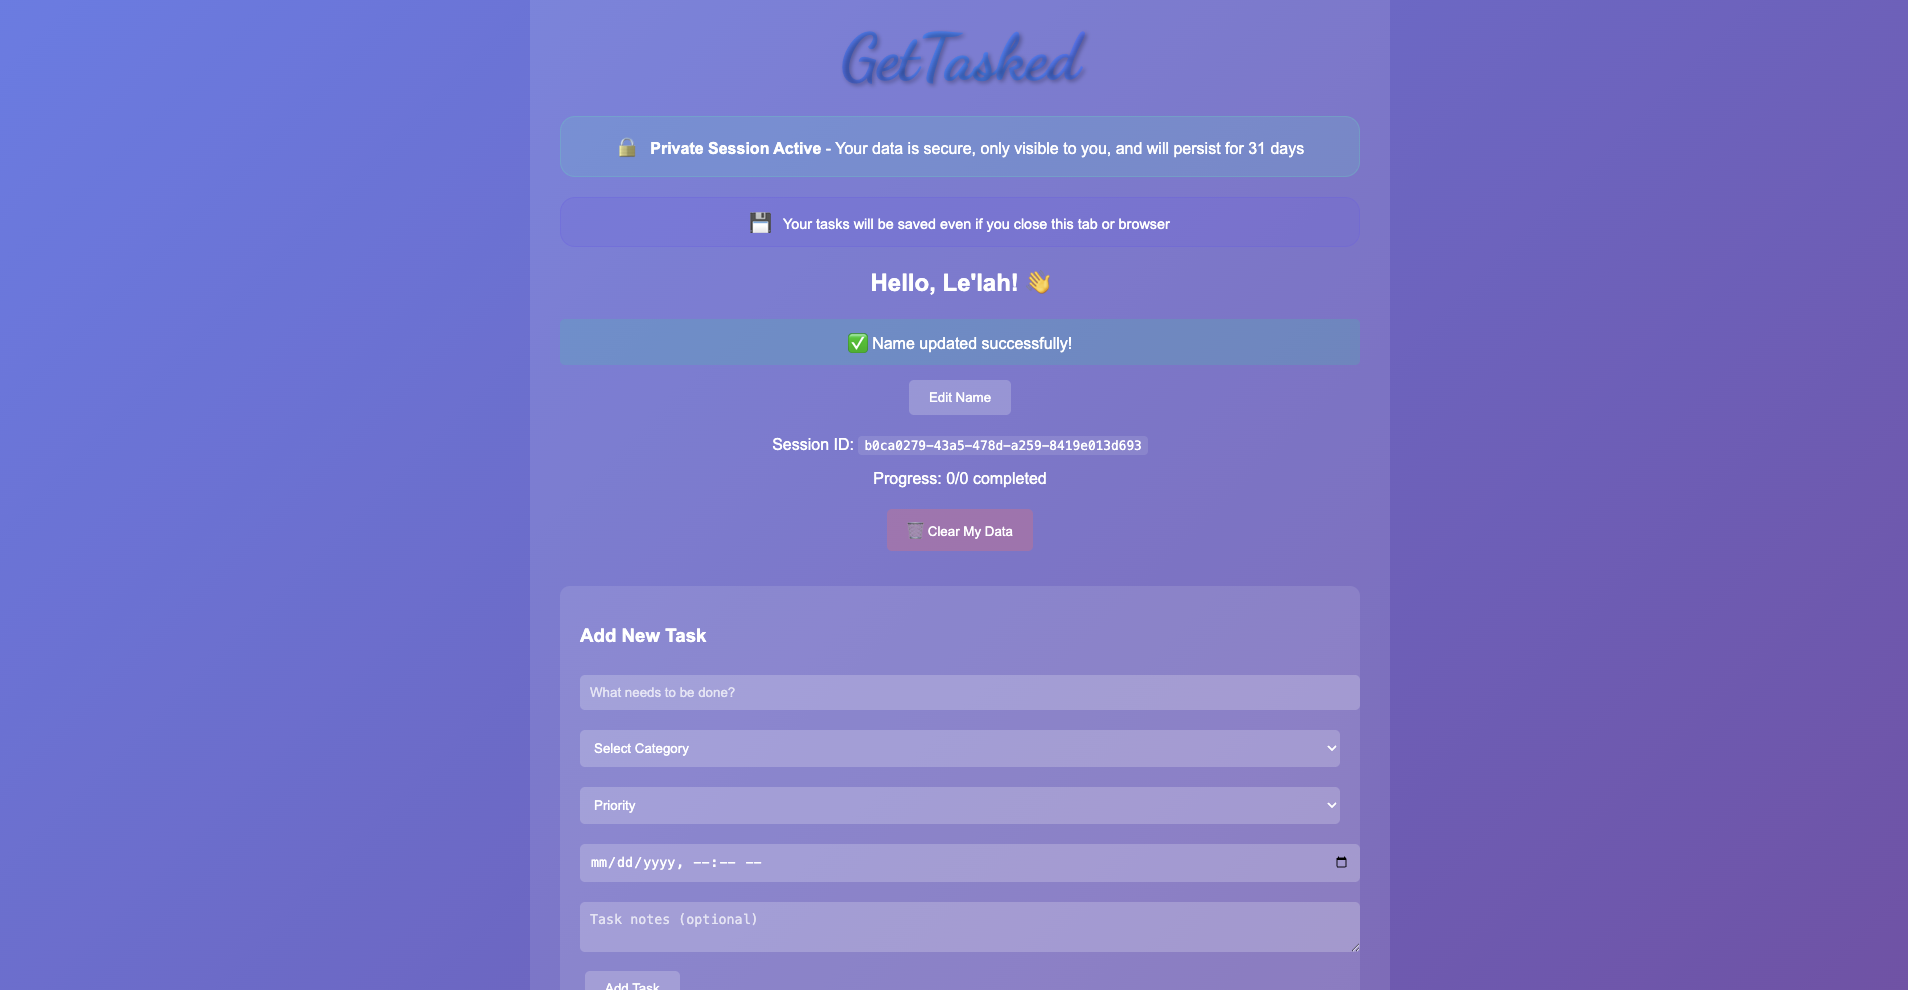 GetTasked
🔒 Private Session Active - Your data is secure, only visible to you, and will persist for 31 days
💾 Your tasks will be saved even if you close this tab or browser
Hello, Le'lah! 👋
✅ Name updated successfully!
Edit Name
Session ID: b0ca0279-43a5-478d-a259-8419e013d693
Progress: 0/0 completed
🗑️ Clear My Data
Add New Task
What needs to be done?
Select Category
Priority
mm/dd/yyyy, --:-- --
Task notes (optional)
Add Task